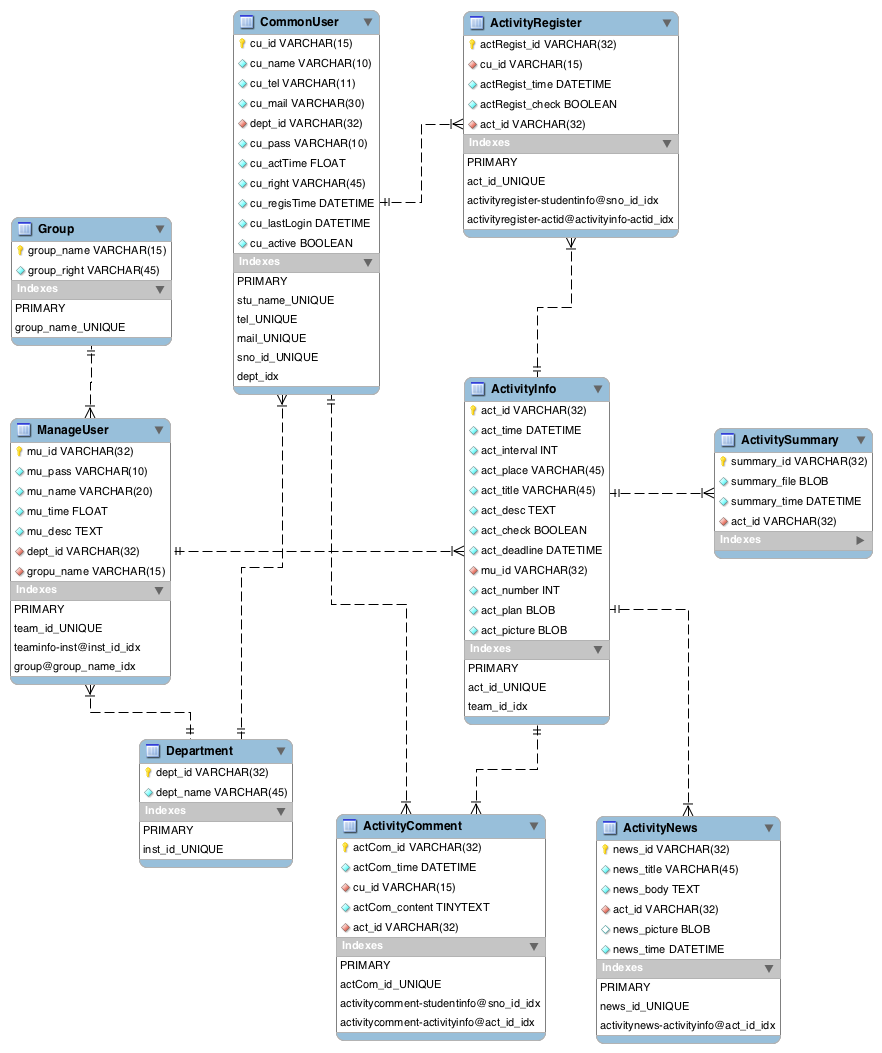 CommonUser
cu_id VARCHAR(15)
cu_name VARCHAR(10)
cu_tel VARCHAR(11)
cu_mail VARCHAR(30)
dept_id VARCHAR(32)
cu_pass VARCHAR(10)
cu_actTime FLOAT
cu_right VARCHAR(45)
cu_regisTime DATETIME
cu_lastLogin DATETIME
cu_active BOOLEAN
Indexes
PRIMARY
stu_name_UNIQUE
tel_UNIQUE
mail_UNIQUE
sno_id_UNIQUE
dept_idx
ActivityRegister
actRegist_id VARCHAR(32)
cu_id VARCHAR(15)
actRegist_time DATETIME
actRegist_check BOOLEAN
act_id VARCHAR(32)
Indexes
PRIMARY
act_id_UNIQUE
activityregister-studentinfo@sno_id_idx
activityregister-actid@activityinfo-actid_idx
Group
group_name VARCHAR(15)
group_right VARCHAR(45)
Indexes
PRIMARY
group_name_UNIQUE
ManageUser
mu_id VARCHAR(32)
mu_pass VARCHAR(10)
mu_name VARCHAR(20)
mu_time FLOAT
mu_desc TEXT
dept_id VARCHAR(32)
gropu_name VARCHAR(15)
Indexes
PRIMARY
team_id_UNIQUE
teaminfo-inst@inst_id_idx
group@group_name_idx
ActivityInfo
act_id VARCHAR(32)
act_time DATETIME
act_interval INT
act_place VARCHAR(45)
act_title VARCHAR(45)
act_desc TEXT
act_check BOOLEAN
act_deadline DATETIME
mu_id VARCHAR(32)
act_number INT
act_plan BLOB
act_picture BLOB
Indexes
PRIMARY
act_id_UNIQUE
team_id_idx
ActivitySummary
summary_id VARCHAR(32)
summary_file BLOB
summary_time DATETIME
act_id VARCHAR(32)
Indexes
Department
dept_id VARCHAR(32)
dept_name VARCHAR(45)
Indexes
PRIMARY
inst_id_UNIQUE
ActivityComment
actCom_id VARCHAR(32)
actCom_time DATETIME
cu_id VARCHAR(15)
actCom_content TINYTEXT
act_id VARCHAR(32)
Indexes
PRIMARY
actCom_id_UNIQUE
activitycomment-studentinfo@sno_id_idx
activitycomment-activityinfo@act_id_idx
ActivityNews
news_id VARCHAR(32)
news_title VARCHAR(45)
news_body TEXT
act_id VARCHAR(32)
news_picture BLOB
news_time DATETIME
Indexes
PRIMARY
news_id_UNIQUE
activitynews-activityinfo@act_id_idx